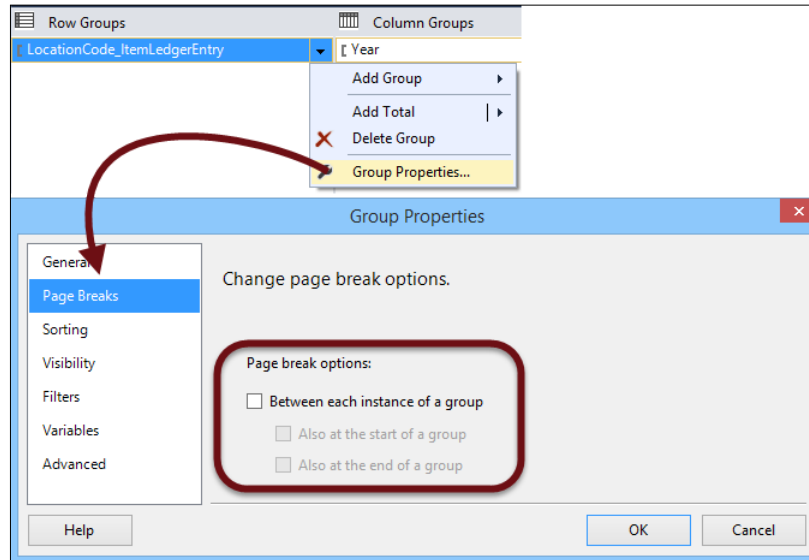 Row Groups
Column Groups
LocationCode_ItemLedgerEntry
Year
Add Group
Add Total
Delete Group
Group Properties...
Group Properties
General
Page Breaks
Sorting
Visibility
Filters
Variables
Advanced
Change page break options.
Page break options:
Between each instance of a group
Also at the start of a group
Also at the end of a group
Help
OK
Cancel